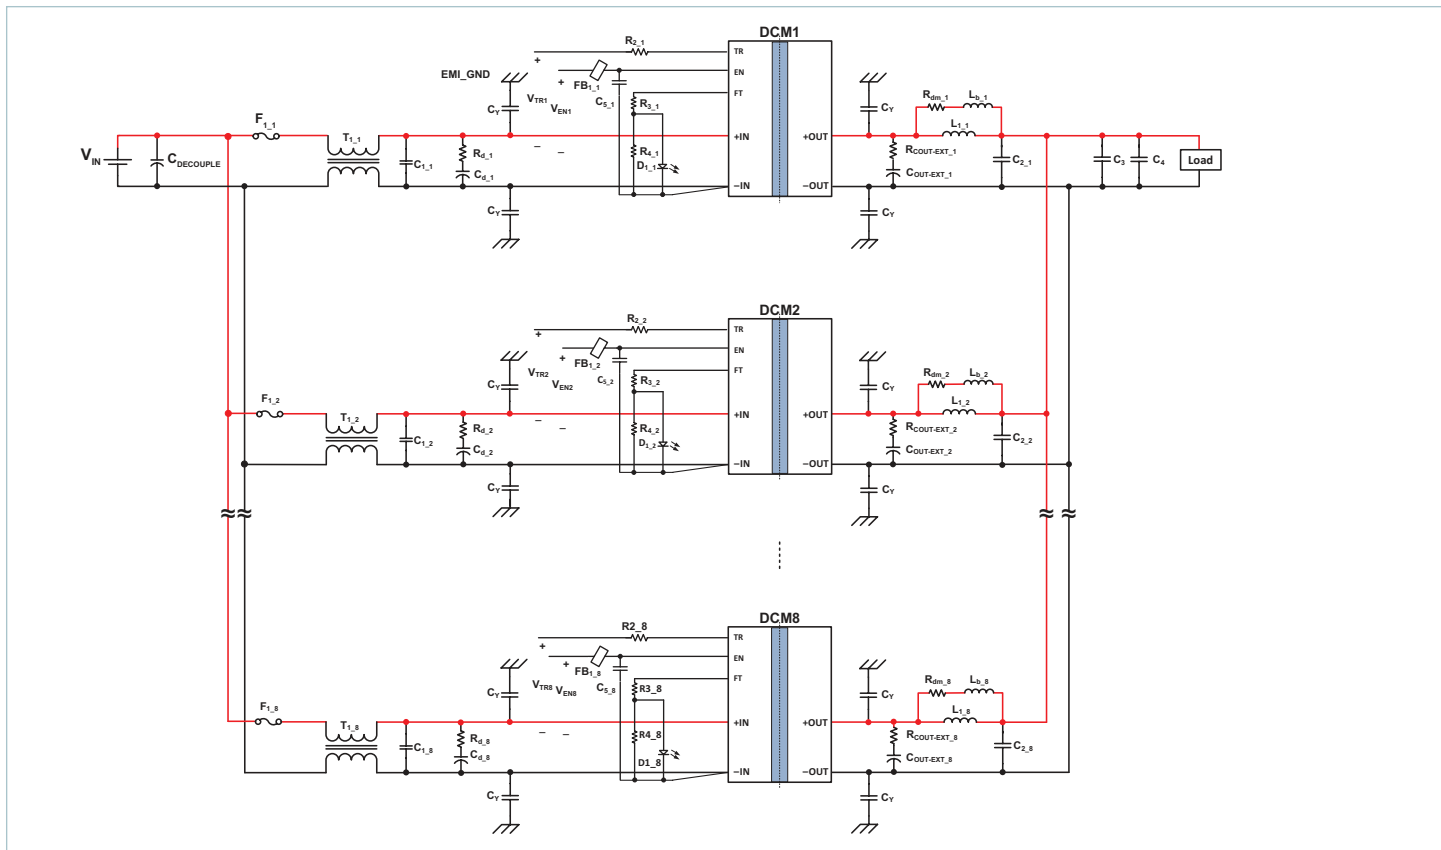 DCM1
R2_1
TR
+
EMI_GND
FB1_1
+
EN
VTR1
VEN1
C5_1
FT
R3_1
CY
CY
Rdm_1
Lb_1
F1_1
T1_1
+IN
+OUT
L1_1
VIN
CDECOUPLE
C1_1
Rd_1
Cd_1
– –
R4_1
D1_1
RCOUT-EXT_1
COUT-EXT_1
C2_1
C3
C4
Load
–IN
–OUT
CY
CY
DCM2
R2_2
TR
+
FB1_2
+
EN
VTR2
VEN2
C5_2
FT
R3_2
CY
CY
Rdm_2
Lb_2
F1_2
T1_2
+IN
+OUT
L1_2
C1_2
Rd_2
Cd_2
– –
R4_2
D1_2
RCOUT-EXT_2
COUT-EXT_2
C2_2
–IN
–OUT
CY
CY
≈ ≈
≈ ≈
DCM8
R2_8
TR
+
FB1_8
+
EN
VTR8
VEN8
C5_8
FT
R3_8
CY
CY
Rdm_8
Lb_8
F1_8
T1_8
+IN
+OUT
L1_8
C1_8
Rd_8
Cd_8
– –
R4_8
D1_8
RCOUT-EXT_8
COUT-EXT_8
C2_8
–IN
–OUT
CY
CY